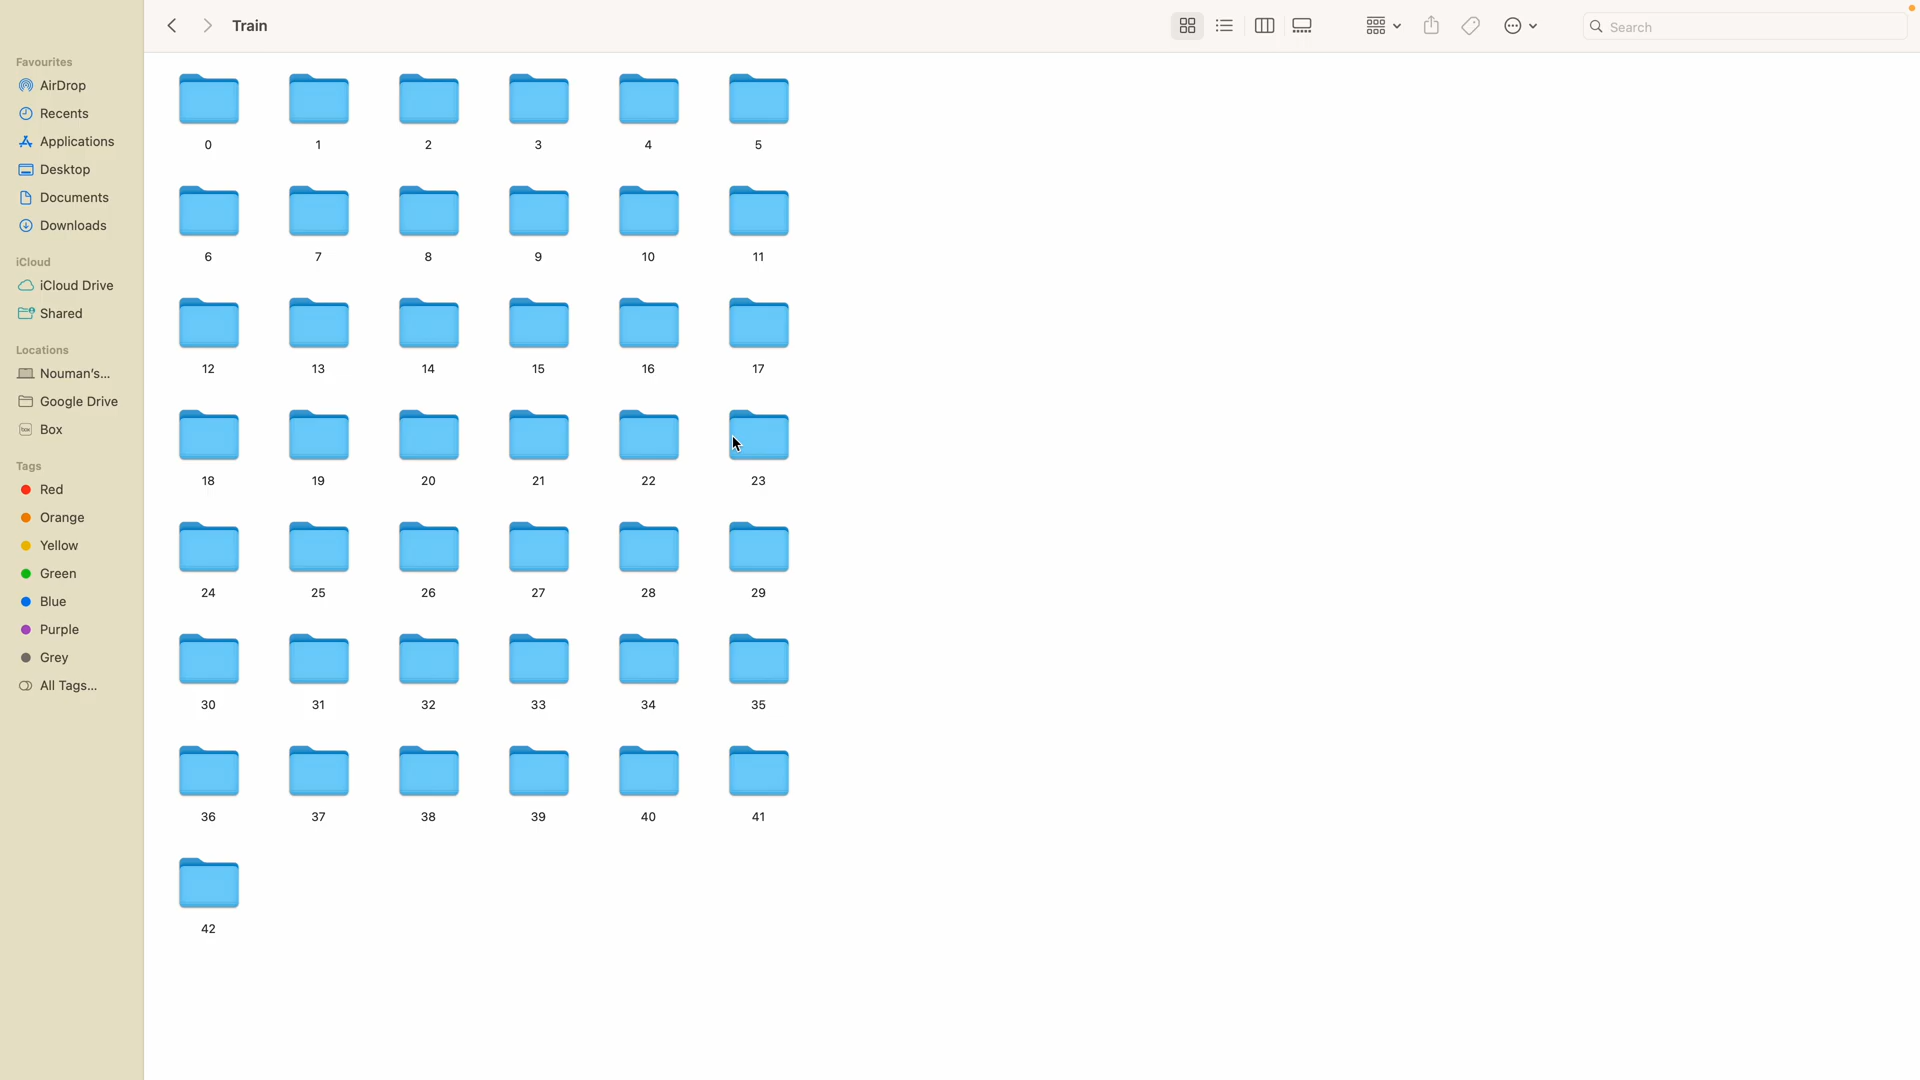 Train
Search
Favourites
AirDrop
Recents
Applications
Desktop
Documents
Downloads
iCloud
iCloud Drive
Shared
Locations
Nouman's...
Google Drive
Box
Tags
Red
Orange
Yellow
Green
Blue
Purple
Grey
All Tags...
0 1 2 3 4 5
6 7 8 9 10 11
12 13 14 15 16 17
18 19 20 21 22 23
24 25 26 27 28 29
30 31 32 33 34 35
36 37 38 39 40 41
42